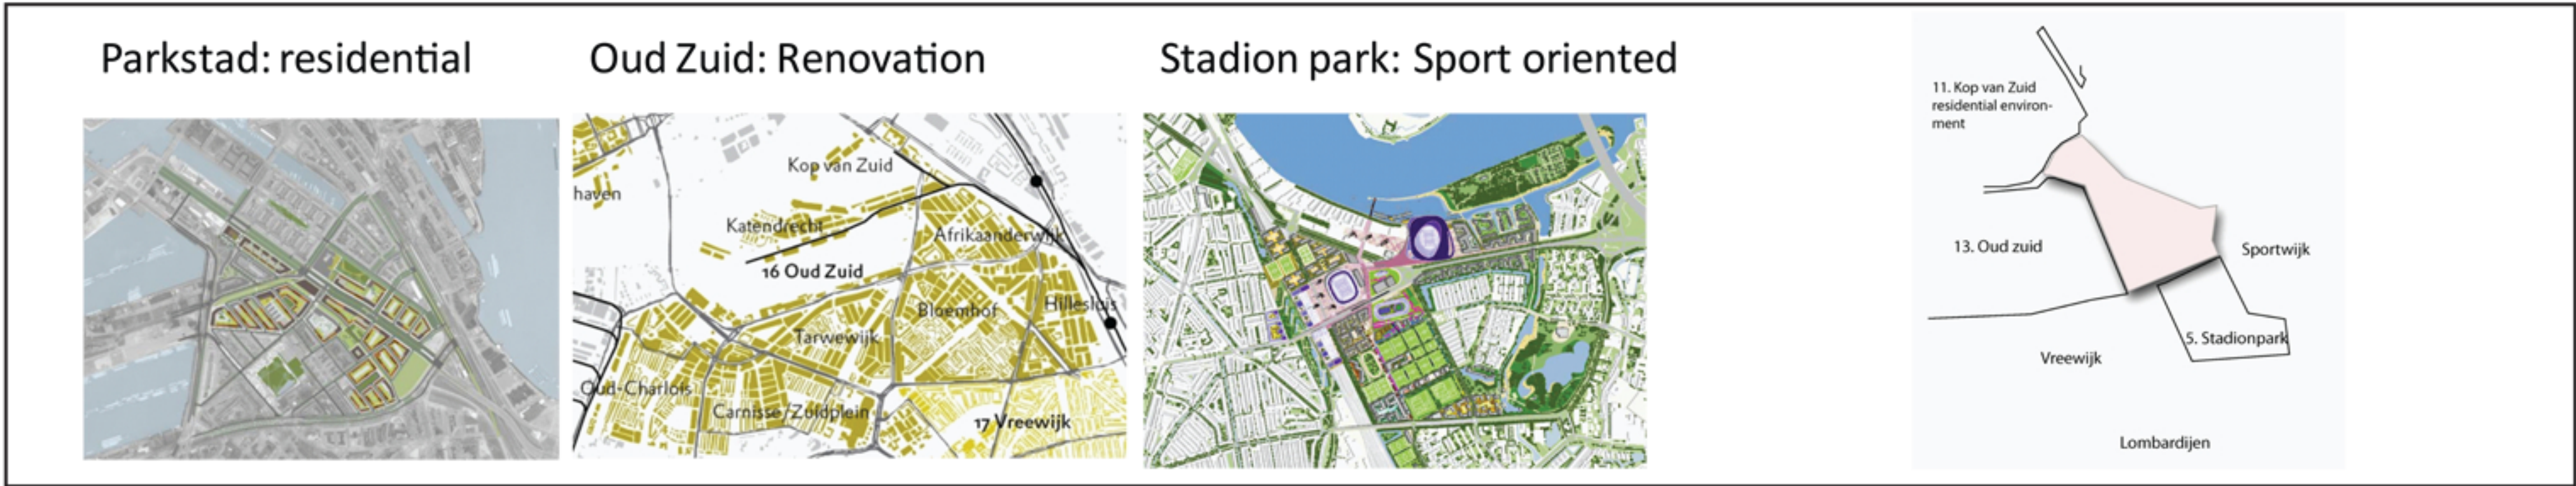 Parkstad: residential
Oud Zuid: Renovation
Stadion park: Sport oriented
Kop van Zuid
haven
Katendrecht
Afrikaanderwijk
16 Oud Zuid
Bloemhof
Hillesluis
Tarwewijk
Oud-Charlois
Carnisse/Zuidplein
17 Vreewijk
11. Kop van Zuid
residential environ-
ment
13. Oud zuid
Sportwijk
5. Stadionpark
Vreewijk
Lombardijen